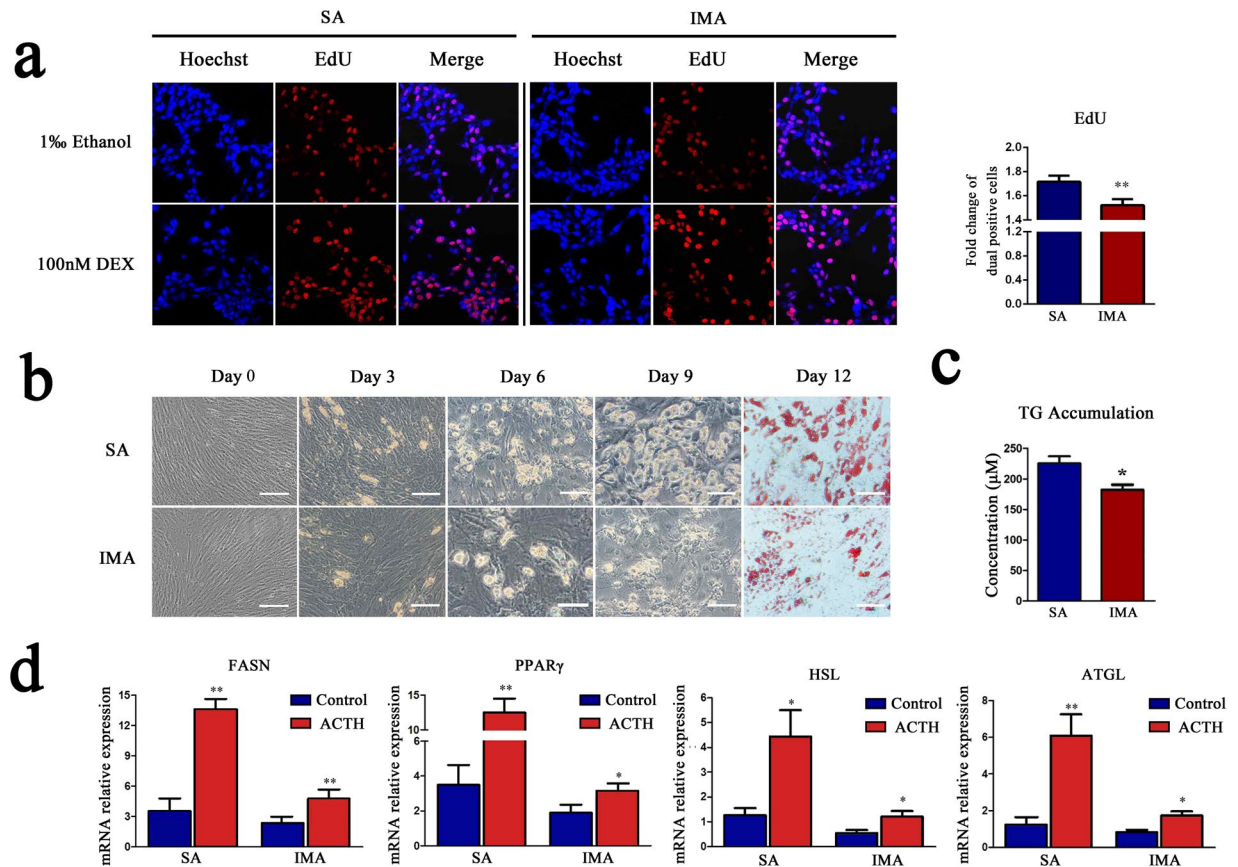 a
SA
IMA
Hoechst EdU Merge Hoechst EdU Merge
1‰ Ethanol
100nM DEX
EdU
Fold change of
dual positive cells
2.0
1.8
1.6
1.4
1.2
0.8
0.4
0.0
**
SA IMA
b
Day 0 Day 3 Day 6 Day 9 Day 12
SA
IMA
c
TG Accumulation
Concentration (μM)
250
200
150
100
50
0
*
SA IMA
d
FASN
mRNA relative expression
15
12
9
6
3
0
**
**
Control
ACTH
SA IMA
PPARγ
mRNA relative expression
15
10
6
4
2
0
**
*
Control
ACTH
SA IMA
HSL
mRNA relative expression
6
5
4
3
2
1
0
*
*
Control
ACTH
SA IMA
ATGL
mRNA relative expression
8
6
4
2
0
**
*
Control
ACTH
SA IMA